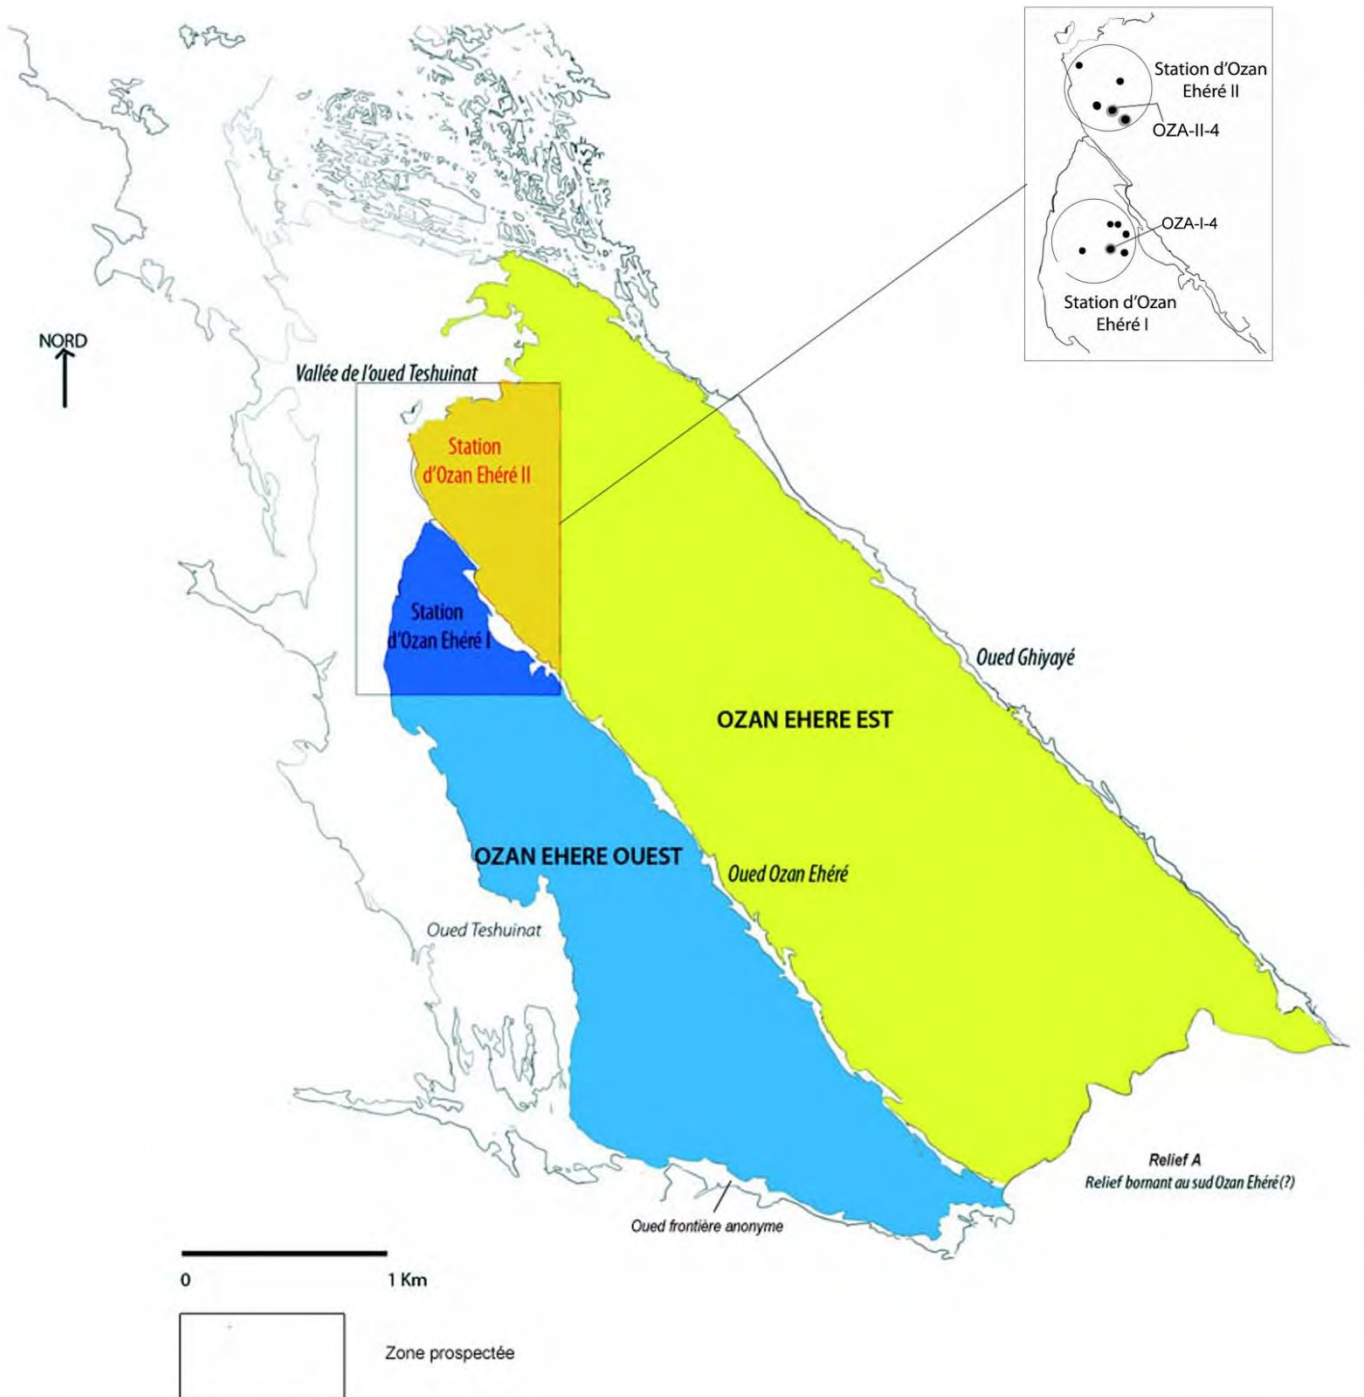 Station d'Ozan
Ehéré II
OZA-II-4
OZA-I-4
Station d'Ozan
Ehéré I
NORD
Vallée de l'oued Teshuinat
Station
d'Ozan Ehéré II
Station
d'Ozan Ehéré I
Oued Ghiyayé
OZAN EHERE EST
OZAN EHERE OUEST
Oued Ozan Ehéré
Oued Teshuinat
Relief A
Relief bornant au sud Ozan Ehéré(?)
Oued frontière anonyme
0
1 Km
Zone prospectée